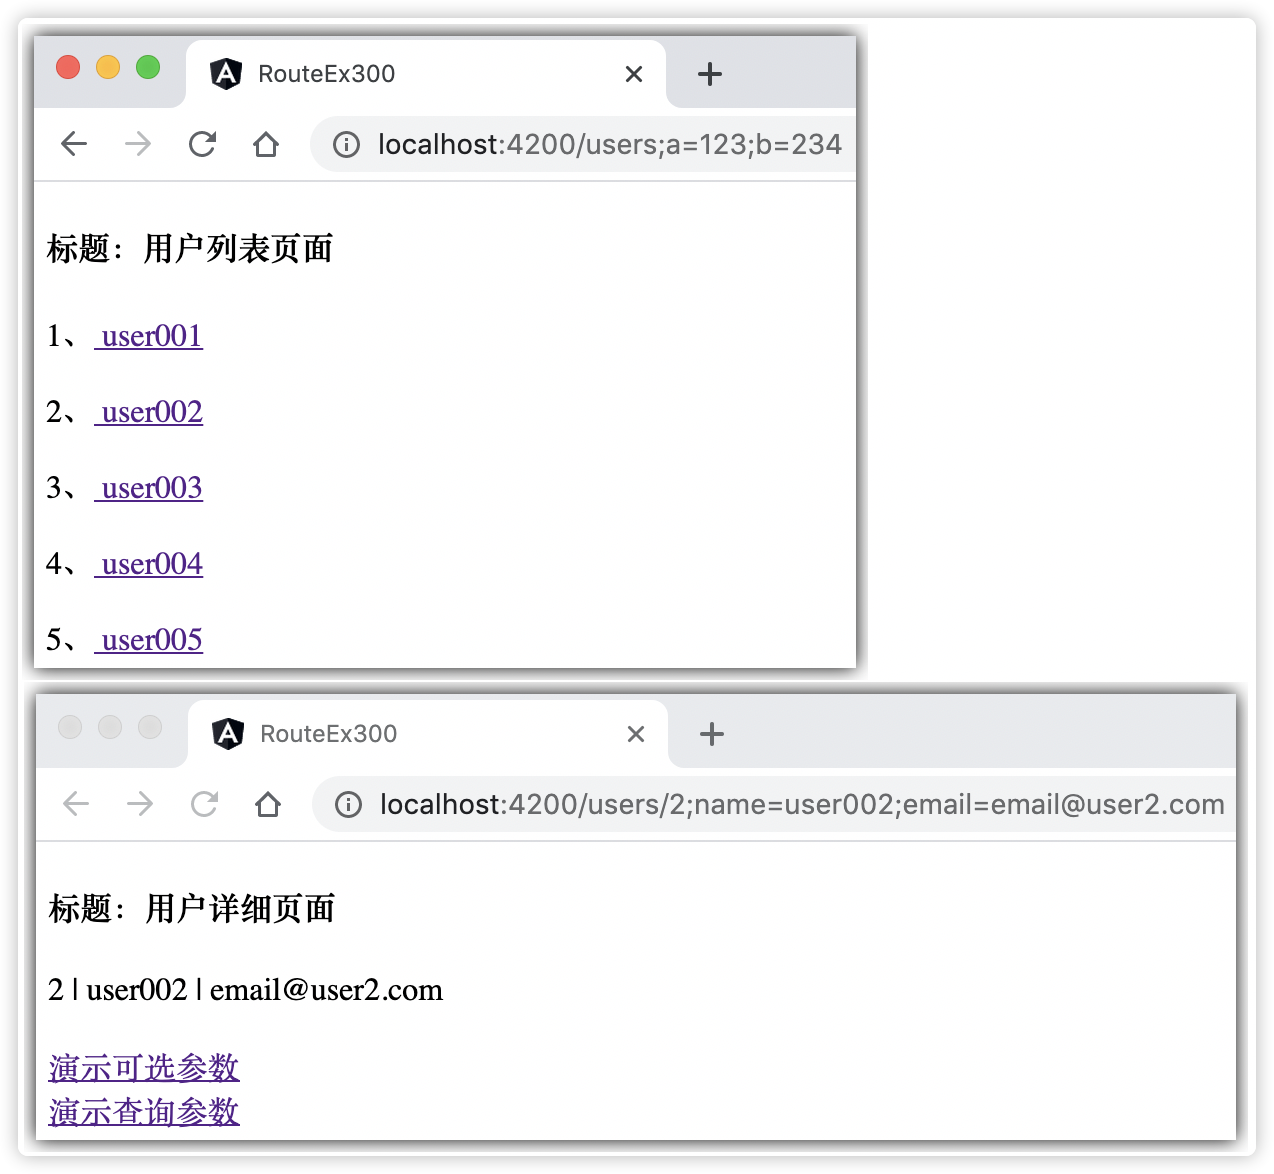 RouteEx300
localhost:4200/users;a=123;b=234
标题：用户列表页面
1、 user001
2、 user002
3、 user003
4、 user004
5、 user005
RouteEx300
localhost:4200/users/2;name=user002;email=email@user2.com
标题：用户详细页面
2 | user002 | email@user2.com
演示可选参数
演示查询参数